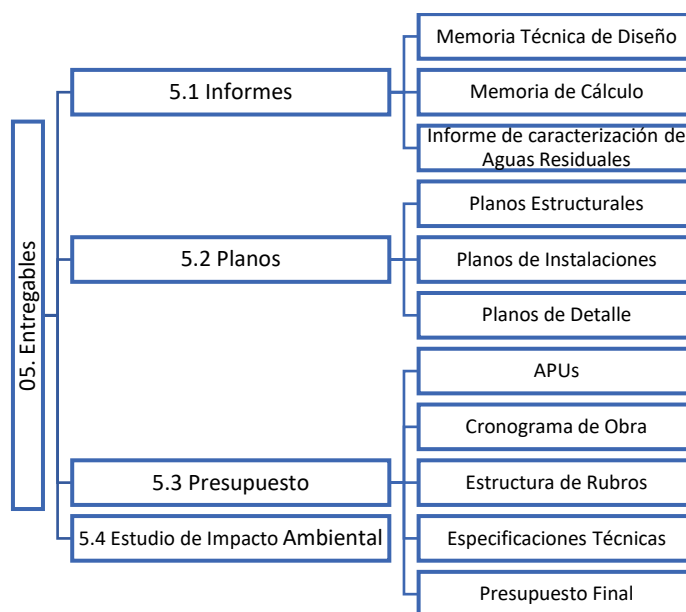 05. Entregables
5.1 Informes
Memoria Técnica de Diseño
Memoria de Cálculo
Informe de caracterización de
Aguas Residuales
5.2 Planos
Planos Estructurales
Planos de Instalaciones
Planos de Detalle
5.3 Presupuesto
APUs
Cronograma de Obra
Estructura de Rubros
Especificaciones Técnicas
Presupuesto Final
5.4 Estudio de Impacto Ambiental